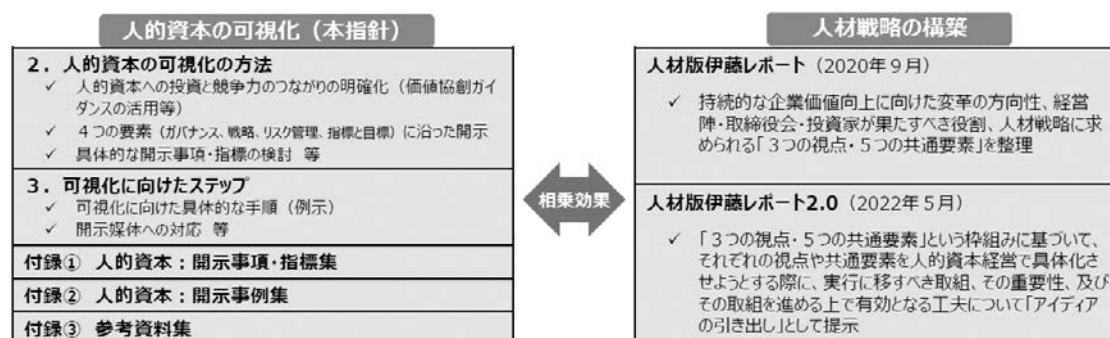 人的資本の可視化（本指針）
２．人的資本の可視化の方法
✓ 人的資本への投資と競争力のつながりの明確化（価値協創ガイ
ダンスの活用等）
✓ ４つの要素（ガバナンス、戦略、リスク管理、指標と目標）に沿った開示
✓ 具体的な開示事項・指標の検討 等
３．可視化に向けたステップ
✓ 可視化に向けた具体的な手順（例示）
✓ 開示媒体への対応 等
付録① 人的資本：開示事項・指標集
付録② 人的資本：開示事例集
付録③ 参考資料集
相乗効果
人材戦略の構築
人材版伊藤レポート（2020年９月）
✓ 持続的な企業価値向上に向けた変革の方向性、経営
陣・取締役会・投資家が果たすべき役割、人材戦略に求
められる「３つの視点・５つの共通要素」を整理
人材版伊藤レポート2.0（2022年５月）
✓ 「３つの視点・５つの共通要素」という枠組みに基づいて、
それぞれの視点や共通要素を人的資本経営で具体化さ
せようとする際に、実行に移すべき取組、その重要性、及び
その取組を進める上で有効となる工夫について「アイディア
の引き出し」として提示